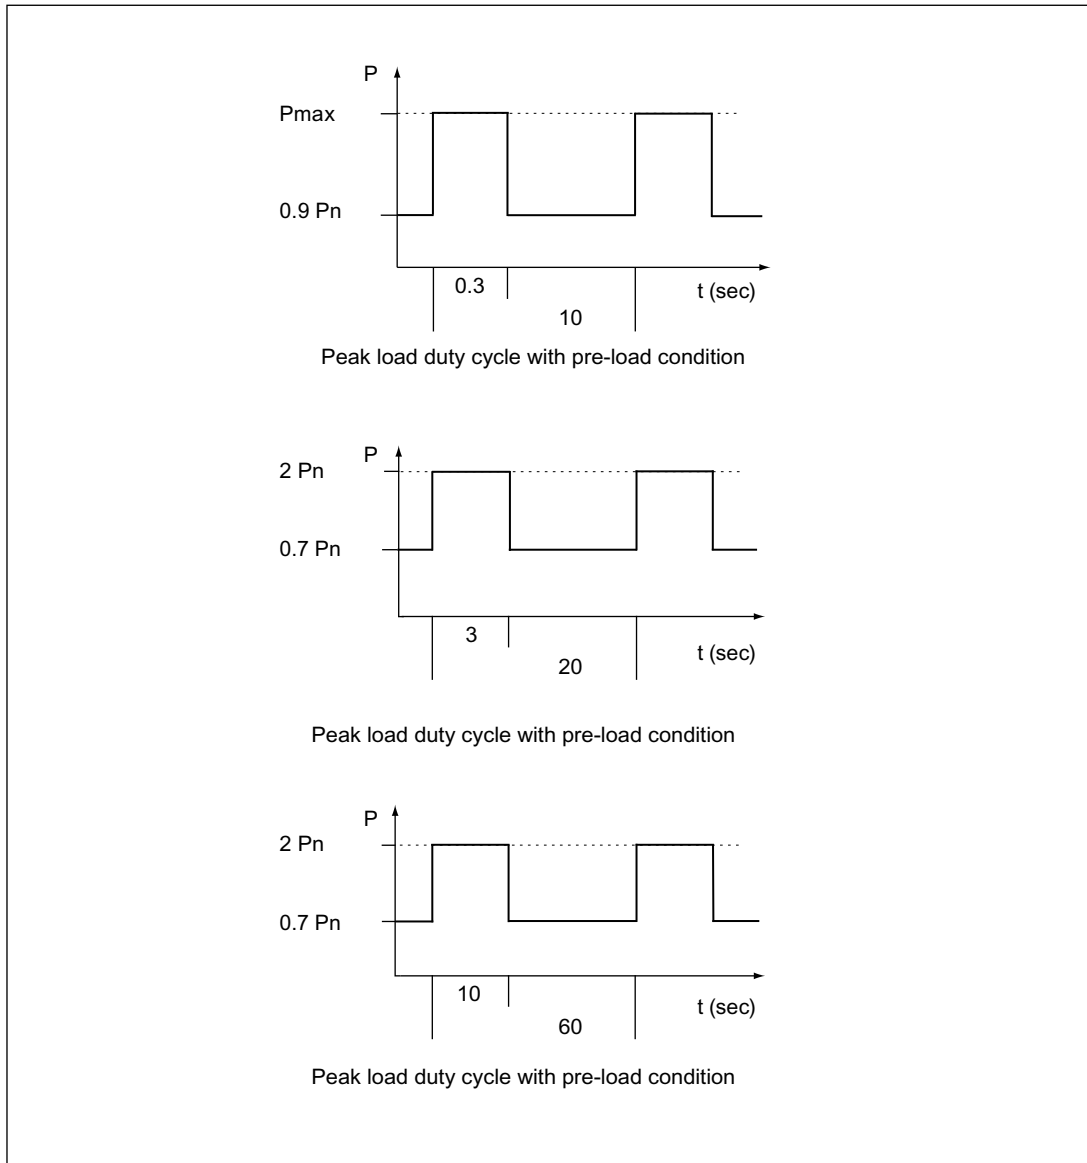 P
Pmax
0.9 Pn
0.3
t (sec)
10
Peak load duty cycle with pre-load condition
P
2 Pn
0.7 Pn
3
t (sec)
20
Peak load duty cycle with pre-load condition
P
2 Pn
0.7 Pn
10
t (sec)
60
Peak load duty cycle with pre-load condition